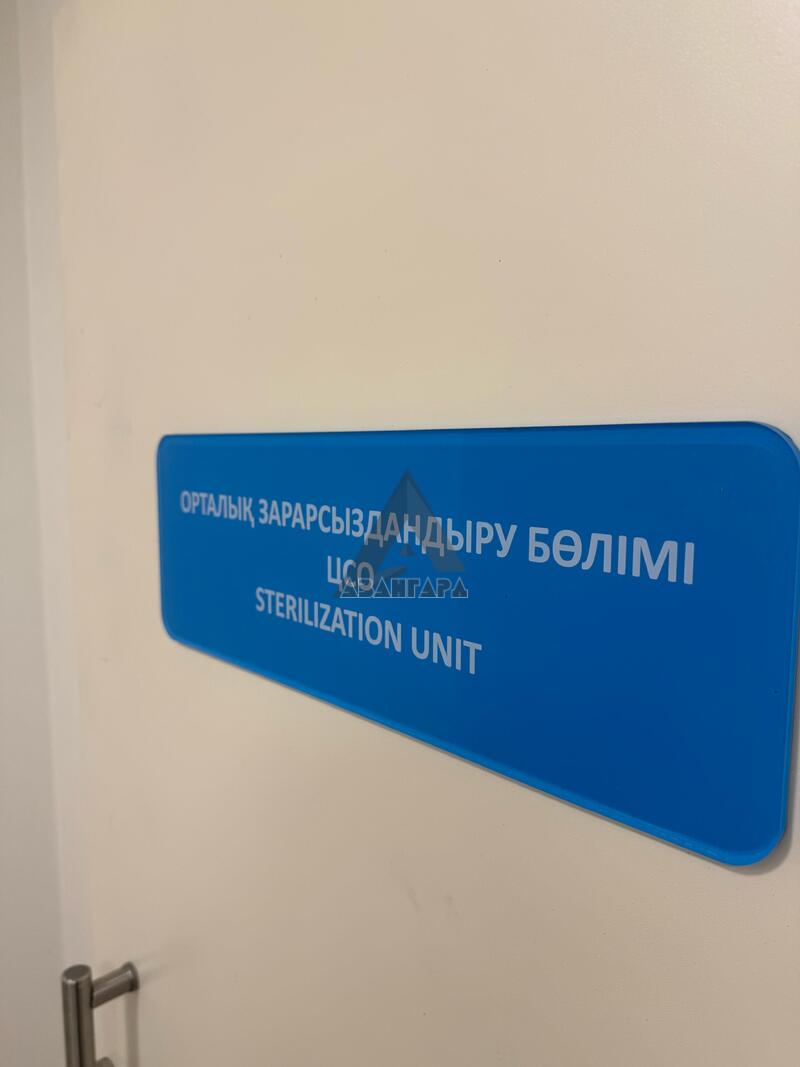 ОРТАЛЫҚ ЗАРАРСЫЗДАНДЫРУ БӨЛІМІ
ЦСО
STERILIZATION UNIT
АВАНГАРД